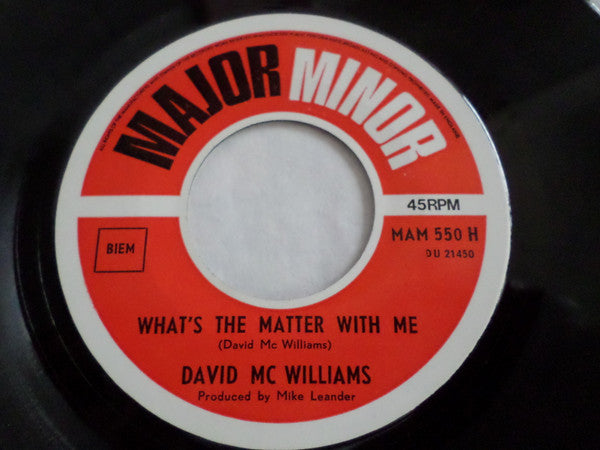 MAJOR MINOR
45RPM
BIEM
MAM 550 H
DU 21450
WHAT'S THE MATTER WITH ME
(David Mc Williams)
DAVID MC WILLIAMS
Produced by Mike Leander